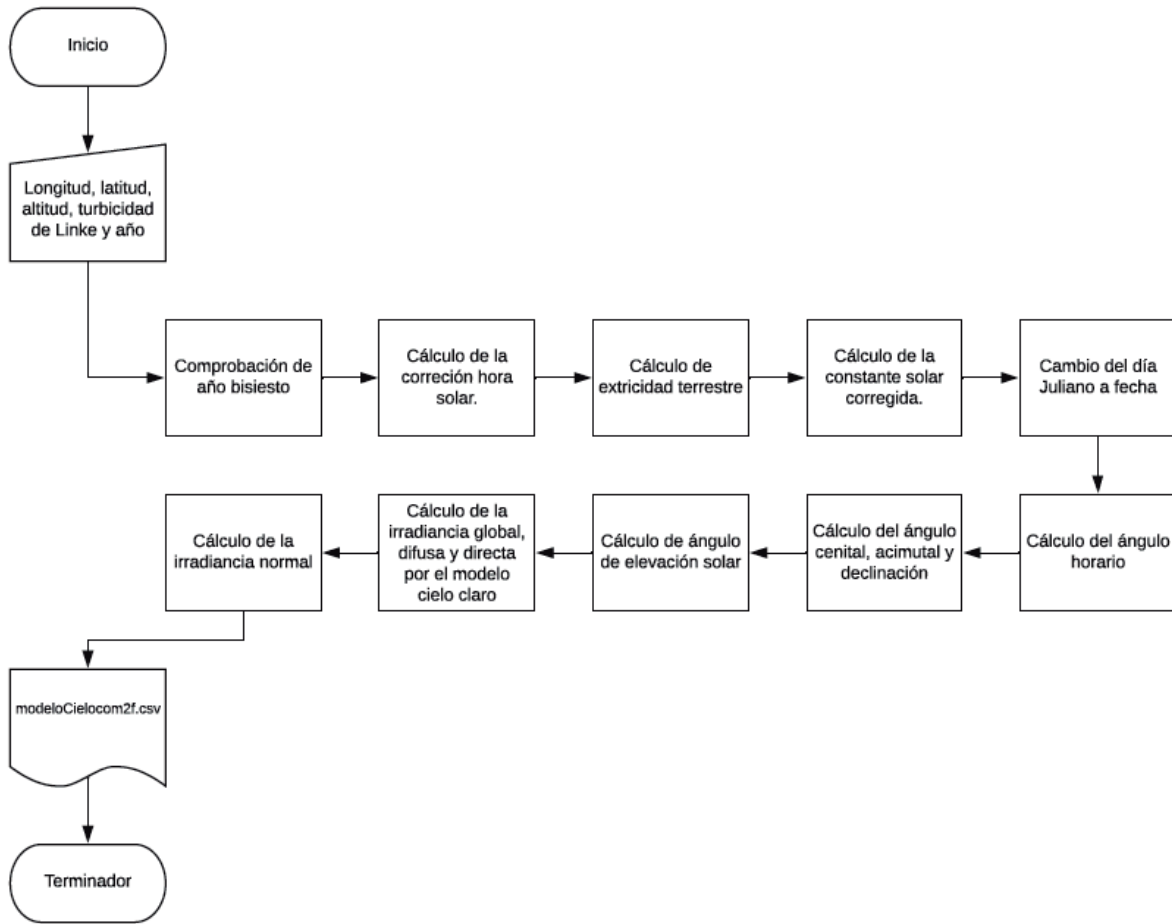 Inicio
Longitud, latitud,
altitud, turbicidad
de Linke y año
Comprobación de
año bisiesto
Cálculo de la
correción hora
solar.
Cálculo de
extricidad terrestre
Cálculo de la
constante solar
corregida.
Cambio del día
Juliano a fecha
Cálculo del ángulo
horario
Cálculo del ángulo
cenital, acimutal y
declinación
Cálculo de ángulo
de elevación solar
Cálculo de la
irradiancia global,
difusa y directa
por el modelo
cielo claro
Cálculo de la
irradiancia normal
modeloCielocom2f.csv
Terminador